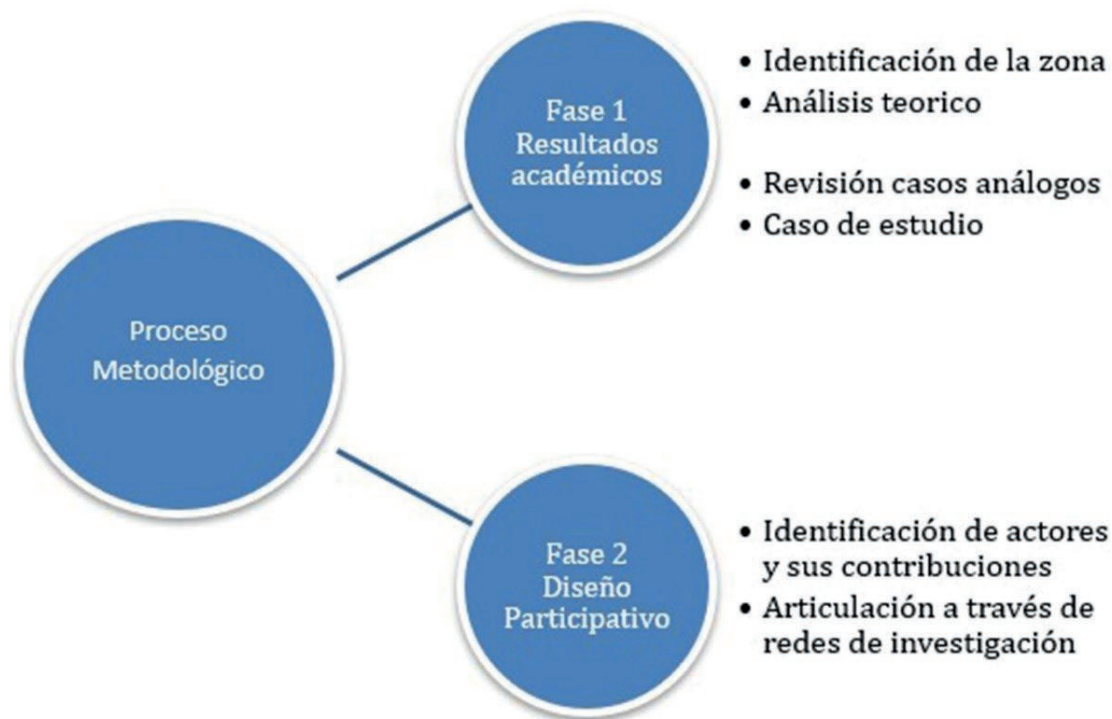 Proceso
Metodológico
Fase 1
Resultados
académicos
• Identificación de la zona
• Análisis teorico
• Revisión casos análogos
• Caso de estudio
Fase 2
Diseño
Participativo
• Identificación de actores
y sus contribuciones
• Articulación a través de
redes de investigación